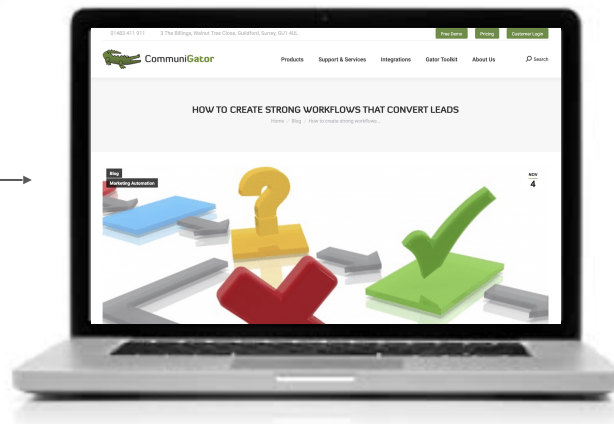 01483 411 911 3 The Billings, Walnut Tree Close, Guildford, Surrey, GU1 4UL Free Demo Pricing Customer Login
CommuniGator Products Support & Services Integrations Gator Toolkit About Us Search
HOW TO CREATE STRONG WORKFLOWS THAT CONVERT LEADS
Home / Blog / How to create strong workflows…
Blog
Marketing Automation
NOV
4